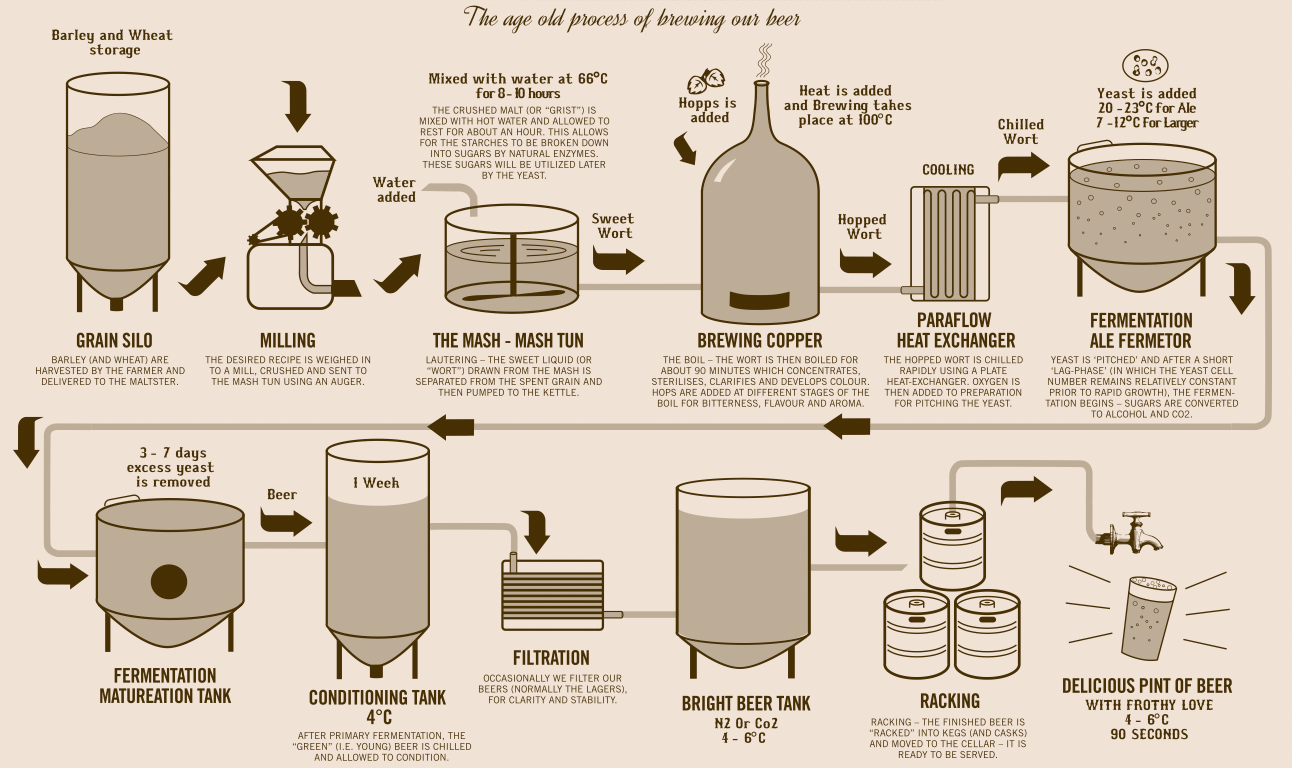 The age old process of brewing our beer
Barley and Wheat
storage
GRAIN SILO
BARLEY (AND WHEAT) ARE
HARVESTED BY THE FARMER AND
DELIVERED TO THE MALTSTER.
MILLING
THE DESIRED RECIPE IS WEIGHED IN
TO A MILL, CRUSHED AND SENT TO
THE MASH TUN USING AN AUGER.
Mixed with water at 66°C
for 8-10 hours
THE CRUSHED MALT (OR “GRIST”) IS
MIXED WITH HOT WATER AND ALLOWED TO
REST FOR ABOUT AN HOUR. THIS ALLOWS
FOR THE STARCHES TO BE BROKEN DOWN
INTO SUGARS BY NATURAL ENZYMES.
THESE SUGARS WILL BE UTILIZED LATER
BY THE YEAST.
Water
added
THE MASH - MASH TUN
LAUTERING – THE SWEET LIQUID (OR
“WORT”) DRAWN FROM THE MASH IS
SEPARATED FROM THE SPENT GRAIN AND
THEN PUMPED TO THE KETTLE.
Sweet
Wort
Hopps is
added
Heat is added
and Brewing takes
place at 100°C
BREWING COPPER
THE BOIL – THE WORT IS THEN BOILED FOR
ABOUT 90 MINUTES WHICH CONCENTRATES,
STERILISES, CLARIFIES AND DEVELOPS COLOUR.
HOPS ARE ADDED AT DIFFERENT STAGES OF THE
BOIL FOR BITTERNESS, FLAVOUR AND AROMA.
Hopped
Wort
COOLING
PARAFLOW
HEAT EXCHANGER
THE HOPPED WORT IS CHILLED
RAPIDLY USING A PLATE
HEAT-EXCHANGER. OXYGEN IS
THEN ADDED TO PREPARATION
FOR PITCHING THE YEAST.
Chilled
Wort
Yeast is added
20 -23°C for Ale
7 -12°C For Larger
FERMENTATION
ALE FERMETOR
YEAST IS ‘PITCHED’ AND AFTER A SHORT
‘LAG-PHASE’ (IN WHICH THE YEAST CELL
NUMBER REMAINS RELATIVELY CONSTANT
PRIOR TO RAPID GROWTH), THE FERMEN-
TATION BEGINS – SUGARS ARE CONVERTED
TO ALCOHOL AND CO2.
3 - 7 days
excess yeast
is removed
FERMENTATION
MATUREATION TANK
Beer
1 Week
CONDITIONING TANK
4°C
AFTER PRIMARY FERMENTATION, THE
“GREEN” (I.E. YOUNG) BEER IS CHILLED
AND ALLOWED TO CONDITION.
FILTRATION
OCCASIONALLY WE FILTER OUR
BEERS (NORMALLY THE LAGERS),
FOR CLARITY AND STABILITY.
BRIGHT BEER TANK
N2 Or Co2
4 - 6°C
RACKING
RACKING – THE FINISHED BEER IS
“RACKED” INTO KEGS (AND CASKS)
AND MOVED TO THE CELLAR – IT IS
READY TO BE SERVED.
DELICIOUS PINT OF BEER
WITH FROTHY LOVE
4 - 6°C
90 SECONDS